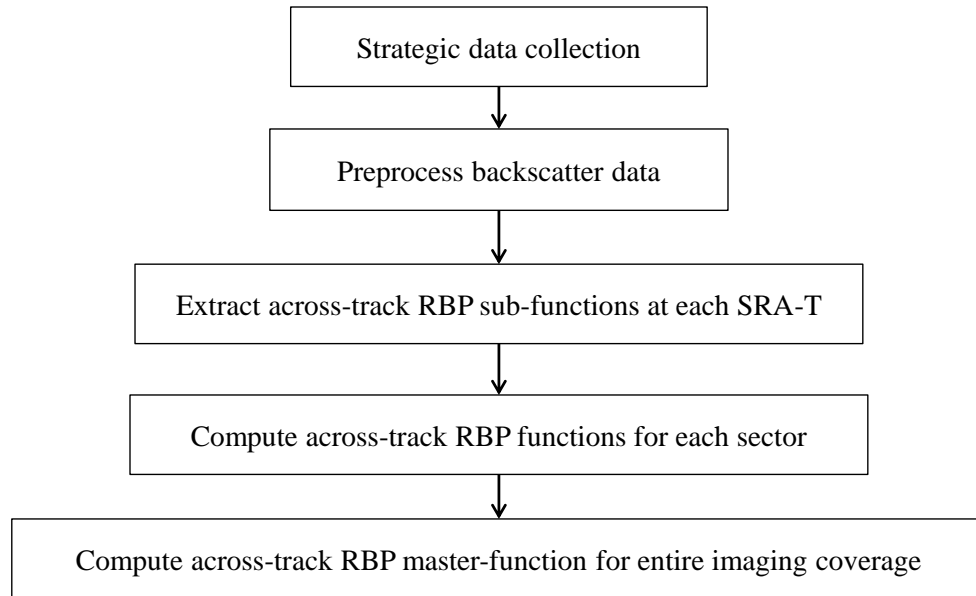 Strategic data collection
Preprocess backscatter data
Extract across-track RBP sub-functions at each SRA-T
Compute across-track RBP functions for each sector
Compute across-track RBP master-function for entire imaging coverage